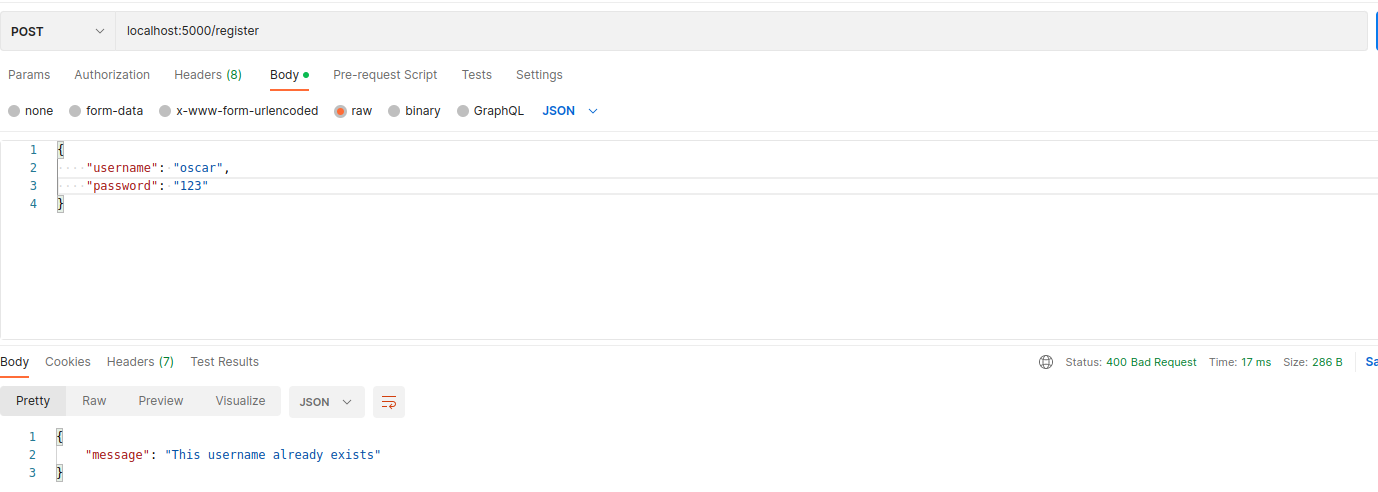 POST localhost:5000/register
Params Authorization Headers (8) Body Pre-request Script Tests Settings
none form-data x-www-form-urlencoded raw binary GraphQL JSON
1 {
2 "username": "oscar",
3 "password": "123"
4 }
Body Cookies Headers (7) Test Results Status: 400 Bad Request Time: 17 ms Size: 286 B Sa
Pretty Raw Preview Visualize JSON
1 {
2 "message": "This username already exists"
3 }